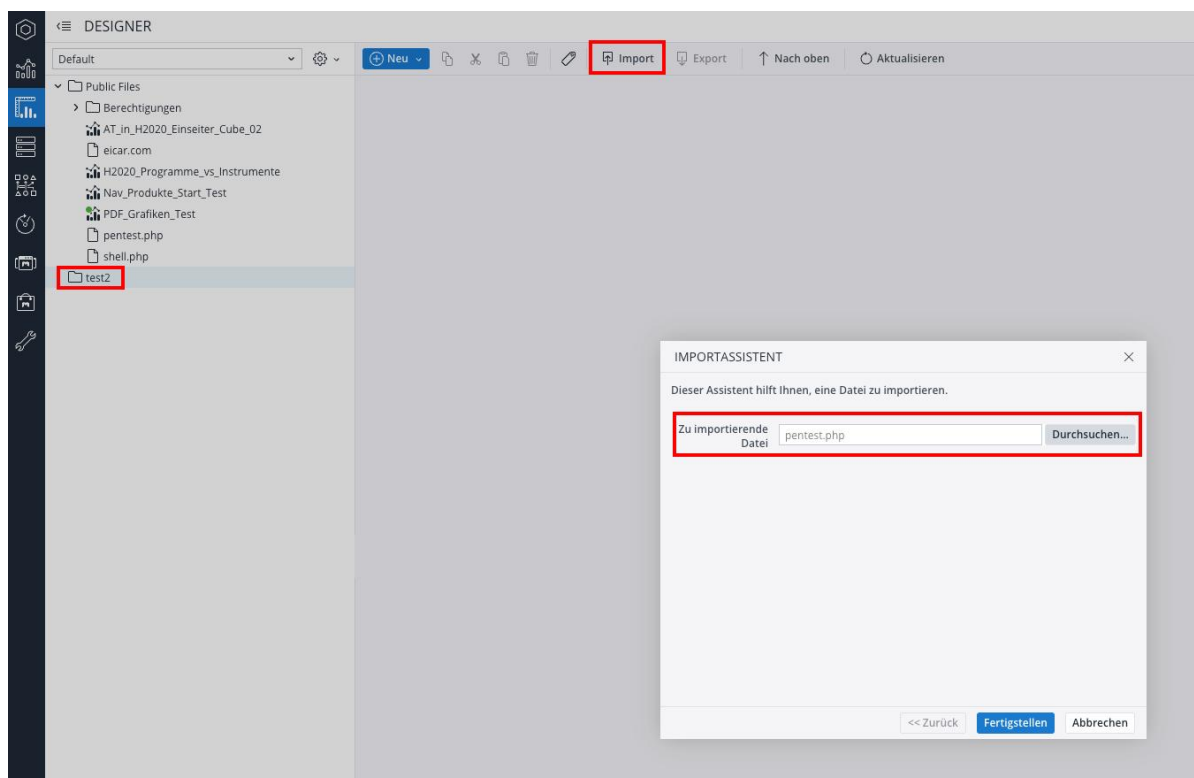 DESIGNER
Default
Neu
Import
Export
Nach oben
Aktualisieren
Public Files
Berechtigungen
AT_in_H2020_Einseiter_Cube_02
eicar.com
H2020_Programme_vs_Instrumente
Nav_Produkte_Start_Test
PDF_Grafiken_Test
pentest.php
shell.php
test2
IMPORTASSISTENT
Dieser Assistent hilft Ihnen, eine Datei zu importieren.
Zu importierende
Datei
pentest.php
Durchsuchen...
<< Zurück
Fertigstellen
Abbrechen